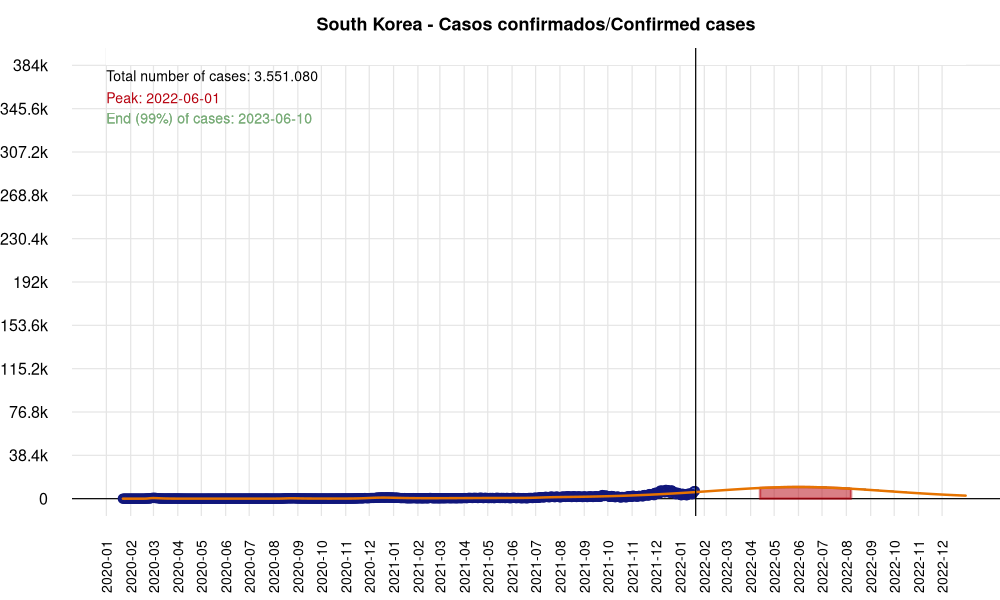 South Korea - Casos confirmados/Confirmed cases
384k
345.6k
307.2k
268.8k
230.4k
192k
153.6k
115.2k
76.8k
38.4k
0
Total number of cases: 3.551.080
Peak: 2022-06-01
End (99%) of cases: 2023-06-10
2020-01
2020-02
2020-03
2020-04
2020-05
2020-06
2020-07
2020-08
2020-09
2020-10
2020-11
2020-12
2021-01
2021-02
2021-03
2021-04
2021-05
2021-06
2021-07
2021-08
2021-09
2021-10
2021-11
2021-12
2022-01
2022-02
2022-03
2022-04
2022-05
2022-06
2022-07
2022-08
2022-09
2022-10
2022-11
2022-12